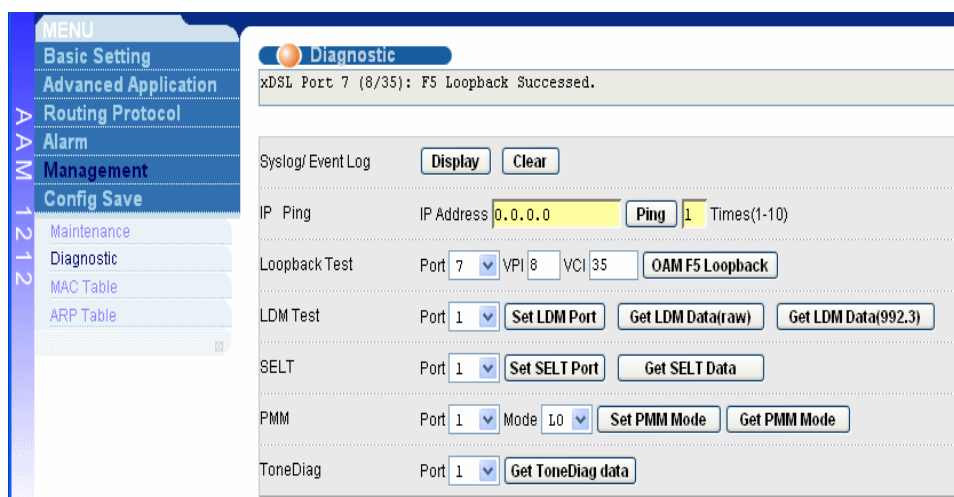 MENU
Basic Setting
Advanced Application
Routing Protocol
Alarm
Management
Config Save
Maintenance
Diagnostic
MAC Table
ARP Table
AAM 1212
Diagnostic
xDSL Port 7 (8/35): F5 Loopback Successed.
Syslog/ Event Log Display Clear
IP Ping IP Address 0.0.0.0 Ping 1 Times(1-10)
Loopback Test Port 7 VPI 8 VCI 35 OAM F5 Loopback
LDM Test Port 1 Set LDM Port Get LDM Data(raw) Get LDM Data(992.3)
SELT Port 1 Set SELT Port Get SELT Data
PMM Port 1 Mode L0 Set PMM Mode Get PMM Mode
ToneDiag Port 1 Get ToneDiag data